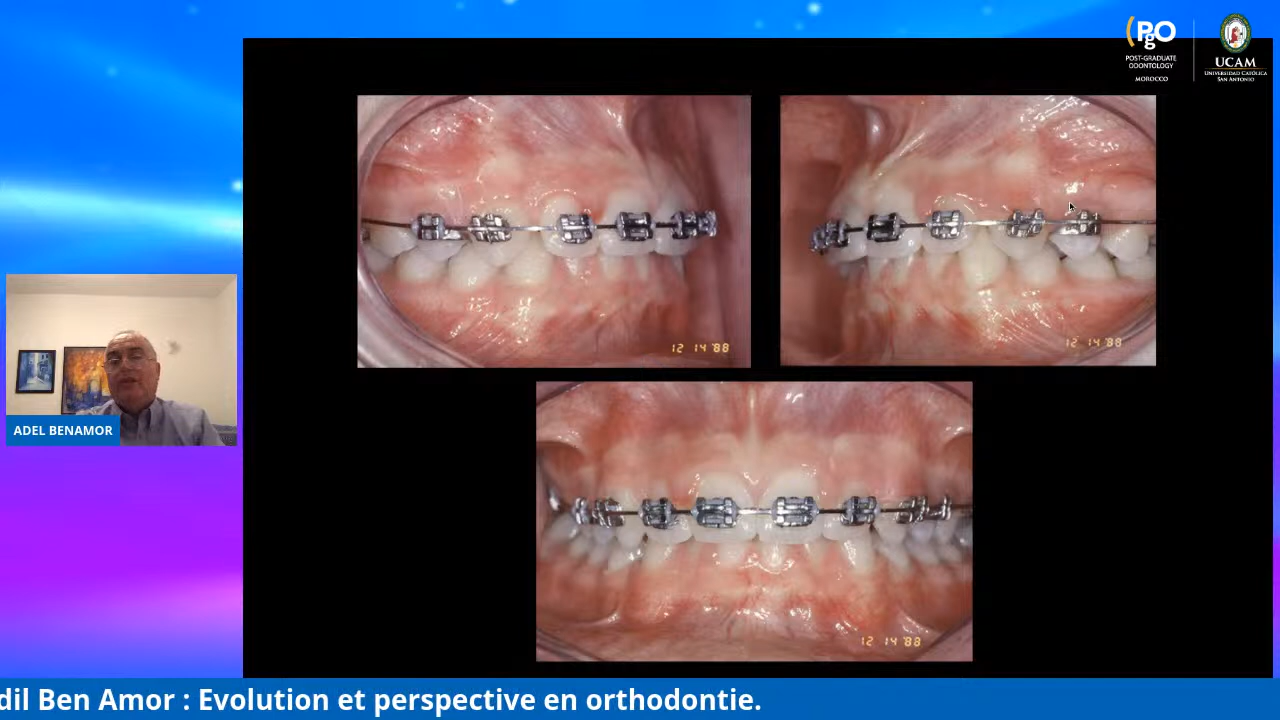 PgO
POST-GRADUATE
ODONTOLOGY
MOROCCO
UCAM
UNIVERSIDAD CATÓLICA
SAN ANTONIO
12 14 '88
12 14 '88
ADEL BENAMOR
12 14 '88
dil Ben Amor : Evolution et perspective en orthodontie.